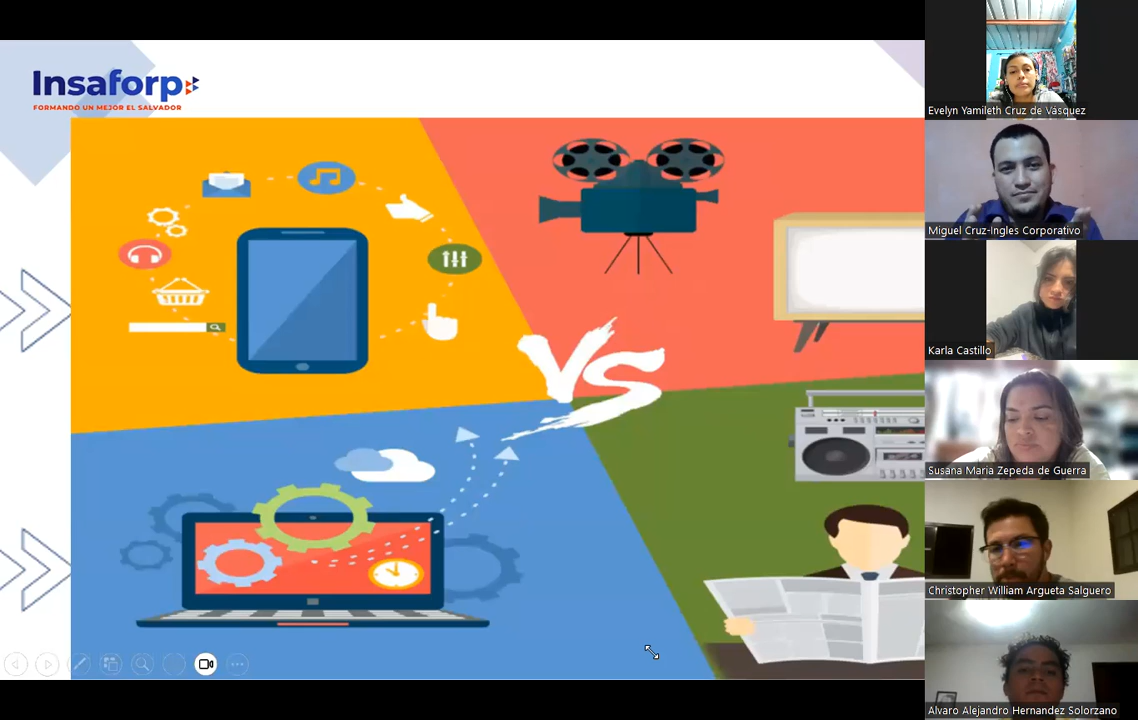 Insaforp
FORMANDO UN MEJOR EL SALVADOR
VS
Evelyn Yamileth Cruz de Vásquez
Miguel Cruz-Ingles Corporativo
Karla Castillo
Susana Maria Zepeda de Guerra
Christopher William Argueta Salguero
Alvaro Alejandro Hernandez Solorzano